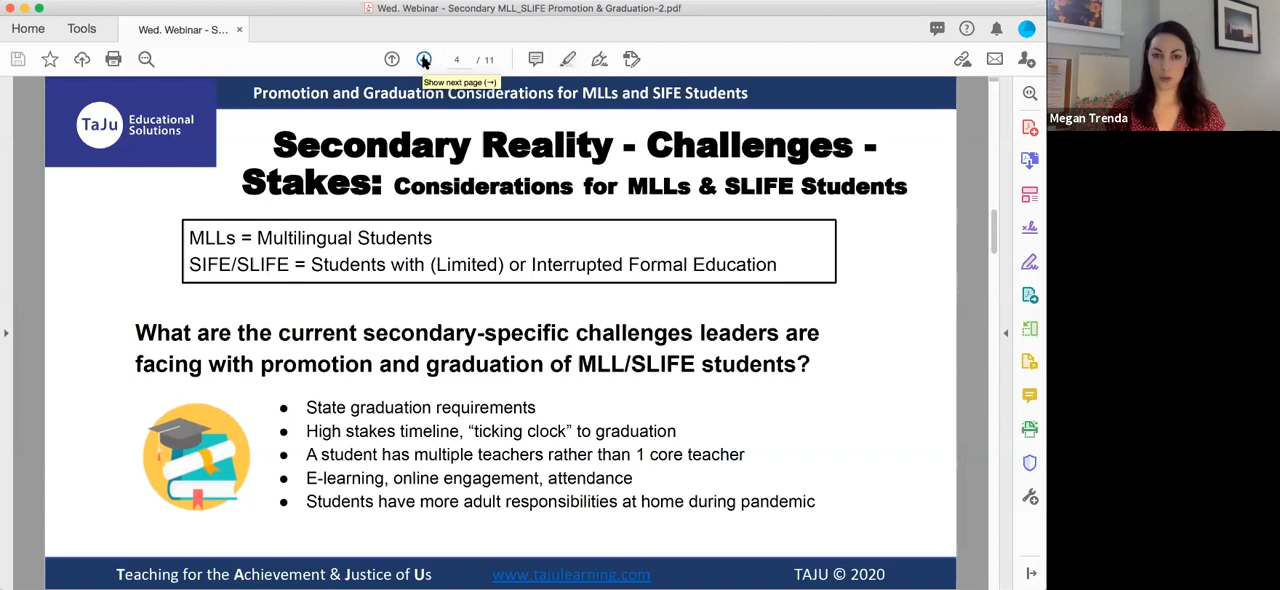 Wed. Webinar - Secondary MLL_SLIFE Promotion & Graduation-2.pdf
Home
Tools
Wed. Webinar - S...
×
4 / 11
Show next page (→)
Megan Trenda
Promotion and Graduation Considerations for MLLs and SIFE Students
TaJu Educational
Solutions
Secondary Reality - Challenges -
Stakes: Considerations for MLLs & SLIFE Students
MLLs = Multilingual Students
SIFE/SLIFE = Students with (Limited) or Interrupted Formal Education
What are the current secondary-specific challenges leaders are
facing with promotion and graduation of MLL/SLIFE students?
● State graduation requirements
● High stakes timeline, “ticking clock” to graduation
● A student has multiple teachers rather than 1 core teacher
● E-learning, online engagement, attendance
● Students have more adult responsibilities at home during pandemic
Teaching for the Achievement & Justice of Us
www.tajulearning.com
TAJU © 2020